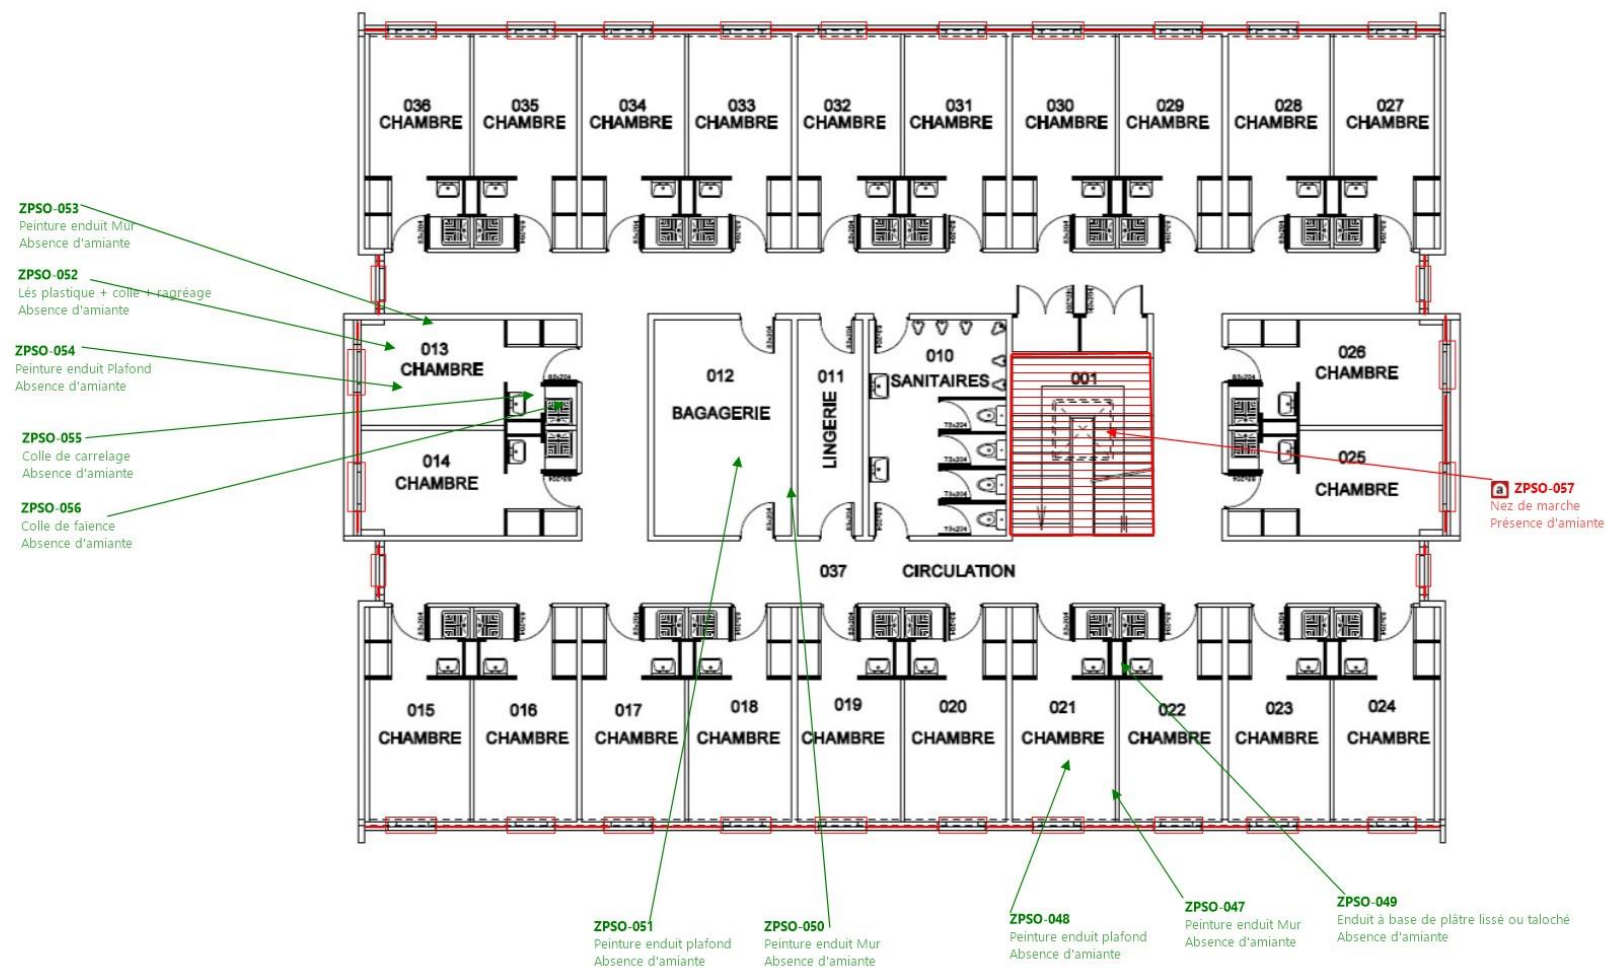 036
CHAMBRE
035
CHAMBRE
034
CHAMBRE
033
CHAMBRE
032
CHAMBRE
031
CHAMBRE
030
CHAMBRE
029
CHAMBRE
028
CHAMBRE
027
CHAMBRE
ZPSO-053
Peinture enduit Mur
Absence d'amiante
ZPSO-052
Lés plastique + colle + ragréage
Absence d'amiante
ZPSO-054
Peinture enduit Plafond
Absence d'amiante
ZPSO-055
Colle de carrelage
Absence d'amiante
ZPSO-056
Colle de faïence
Absence d'amiante
013
CHAMBRE
014
CHAMBRE
012
BAGAGERIE
011
LINGERIE
010
SANITAIRES
73x204
73x204
73x204
73x204
001
026
CHAMBRE
025
CHAMBRE
a ZPSO-057
Nez de marche
Présence d'amiante
037 CIRCULATION
015
CHAMBRE
016
CHAMBRE
017
CHAMBRE
018
CHAMBRE
019
CHAMBRE
020
CHAMBRE
021
CHAMBRE
022
CHAMBRE
023
CHAMBRE
024
CHAMBRE
ZPSO-051
Peinture enduit plafond
Absence d'amiante
ZPSO-050
Peinture enduit Mur
Absence d'amiante
ZPSO-048
Peinture enduit plafond
Absence d'amiante
ZPSO-047
Peinture enduit Mur
Absence d'amiante
ZPSO-049
Enduit à base de plâtre lissé ou taloché
Absence d'amiante